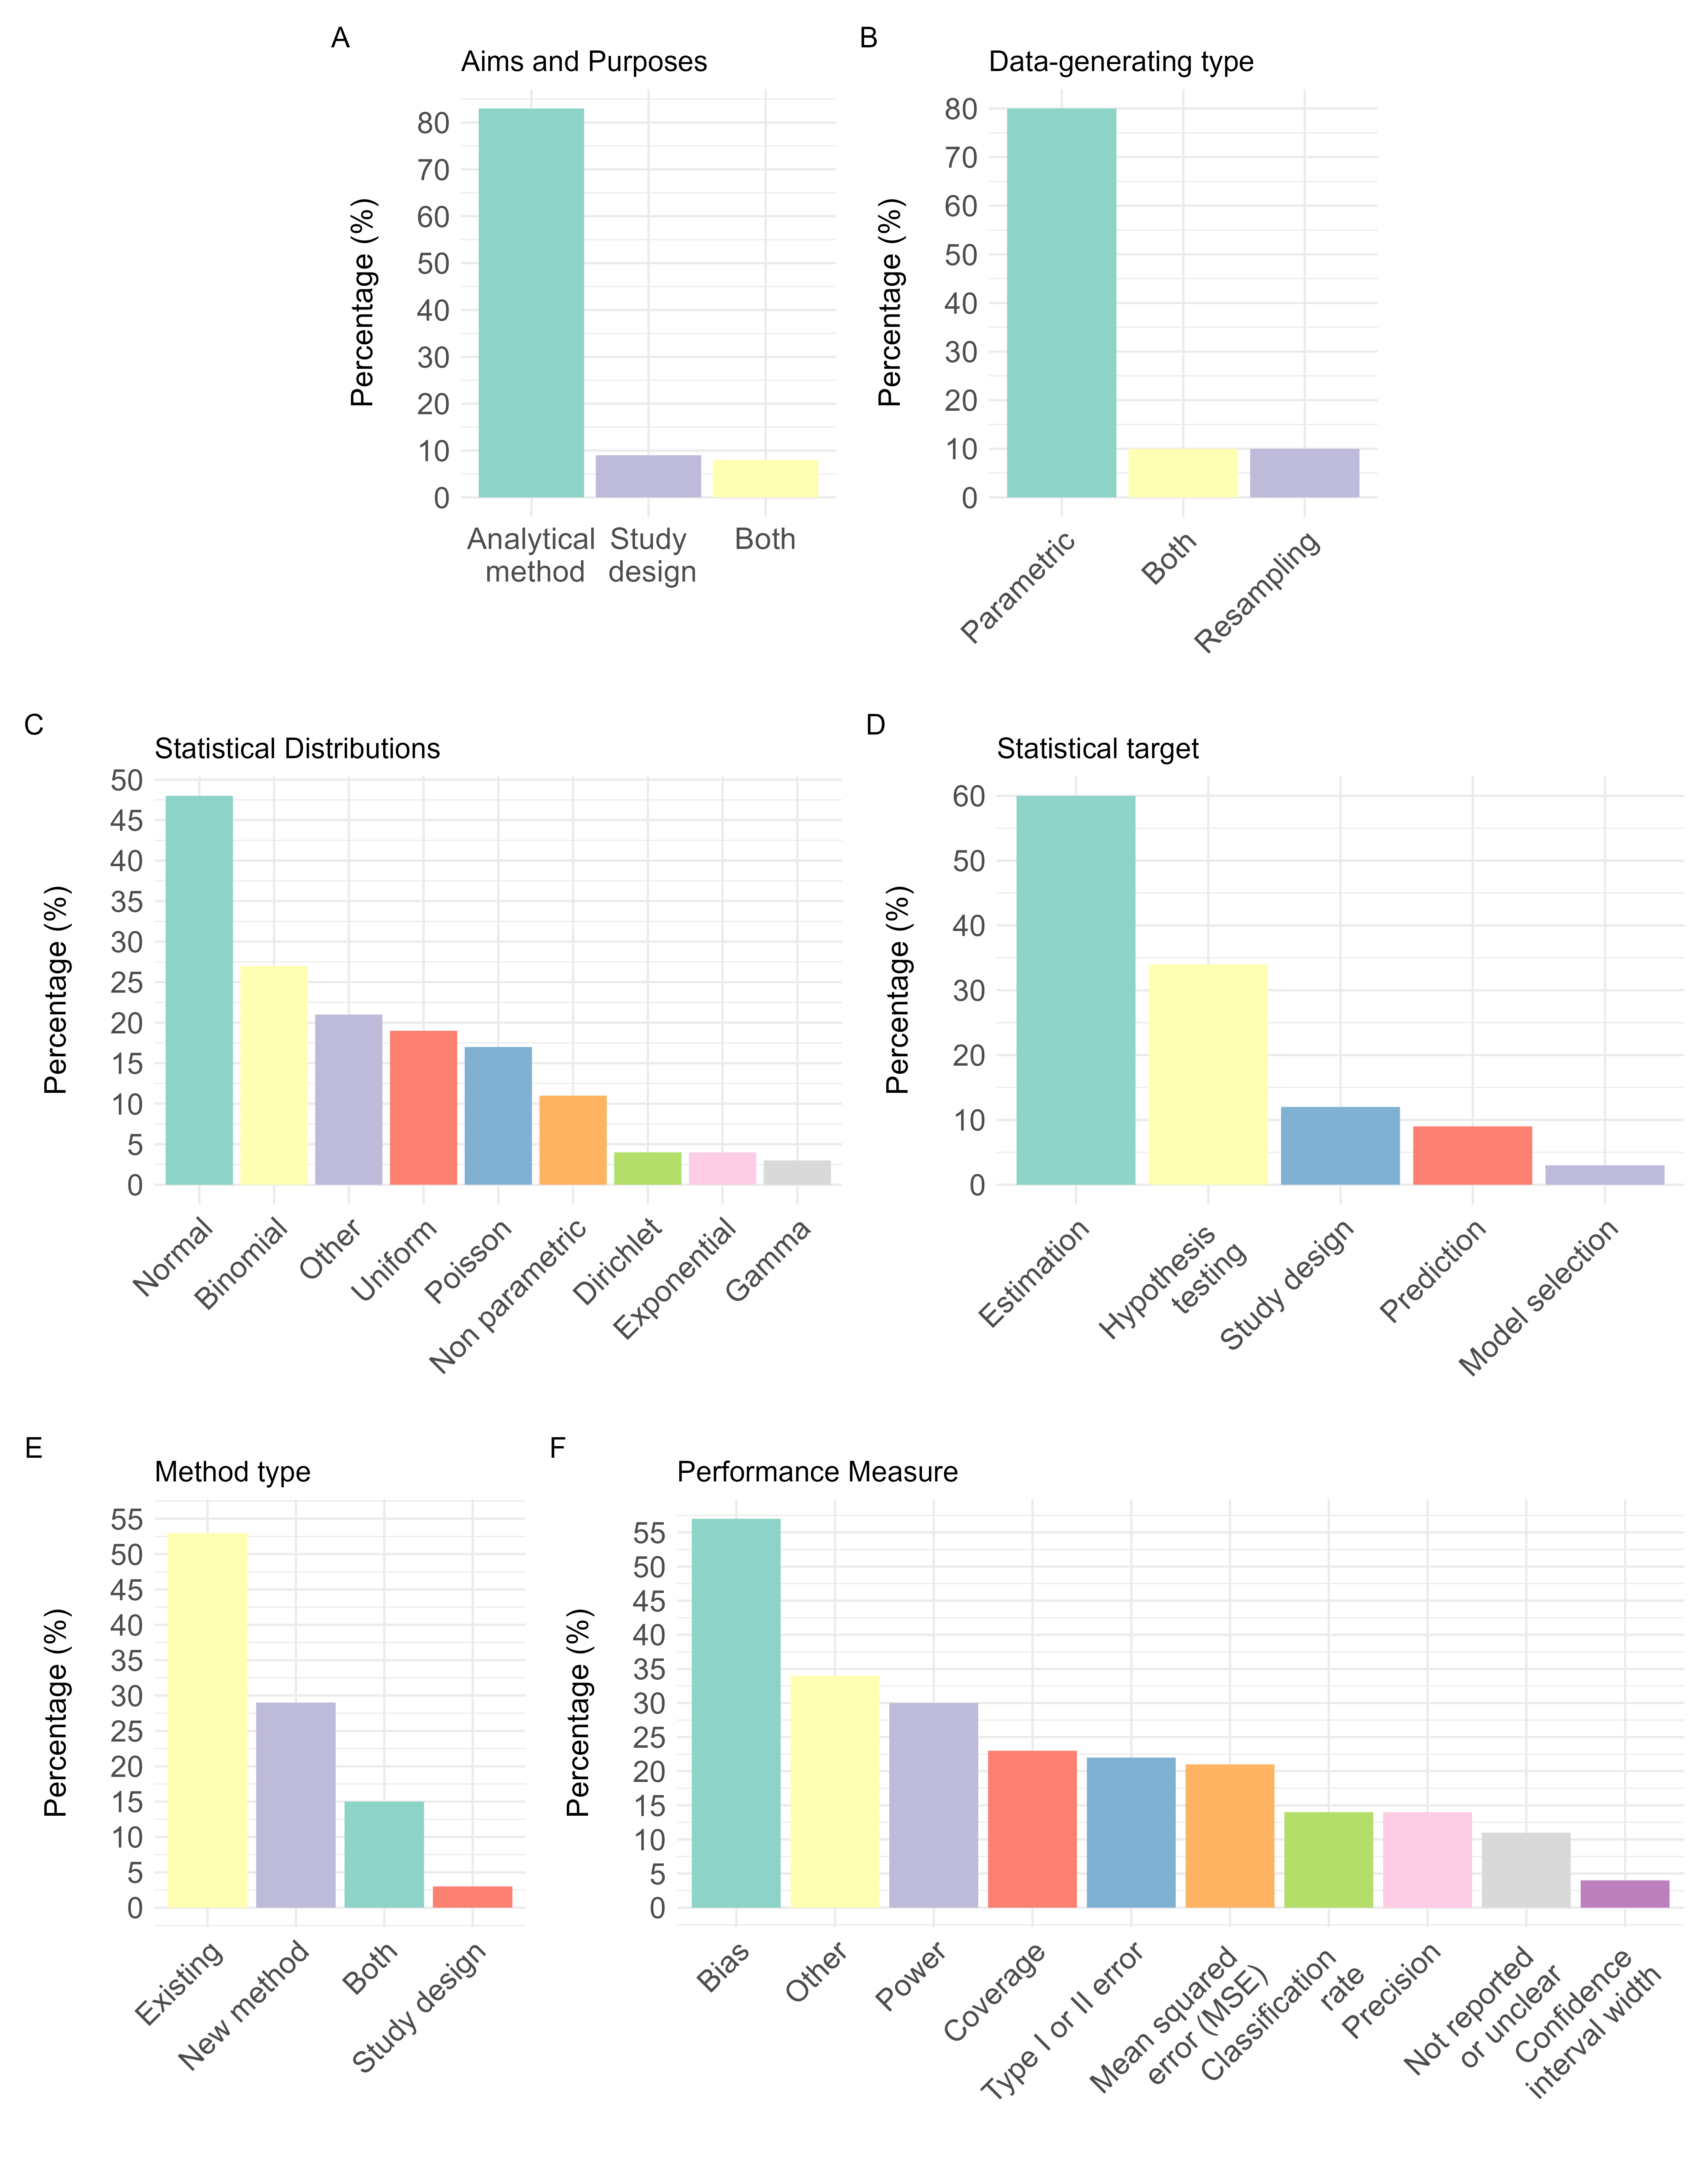 A
Aims and Purposes
Percentage (%)
80
70
60
50
40
30
20
10
0
Analytical
method
Study
design
Both
B
Data-generating type
Percentage (%)
80
70
60
50
40
30
20
10
0
Parametric
Both
Resampling
C
Statistical Distributions
Percentage (%)
50
45
40
35
30
25
20
15
10
5
0
Normal
Binomial
Other
Uniform
Poisson
Non parametric
Dirichlet
Exponential
Gamma
D
Statistical target
Percentage (%)
60
50
40
30
20
10
0
Estimation
Hypothesis
testing
Study design
Prediction
Model selection
E
Method type
Percentage (%)
55
50
45
40
35
30
25
20
15
10
5
0
Existing
New method
Both
Study design
F
Performance Measure
Percentage (%)
55
50
45
40
35
30
25
20
15
10
5
0
Bias
Other
Power
Coverage
Type I or II error
Mean squared
error (MSE)
Classification
rate
Precision
Not reported
or unclear
Confidence
interval width